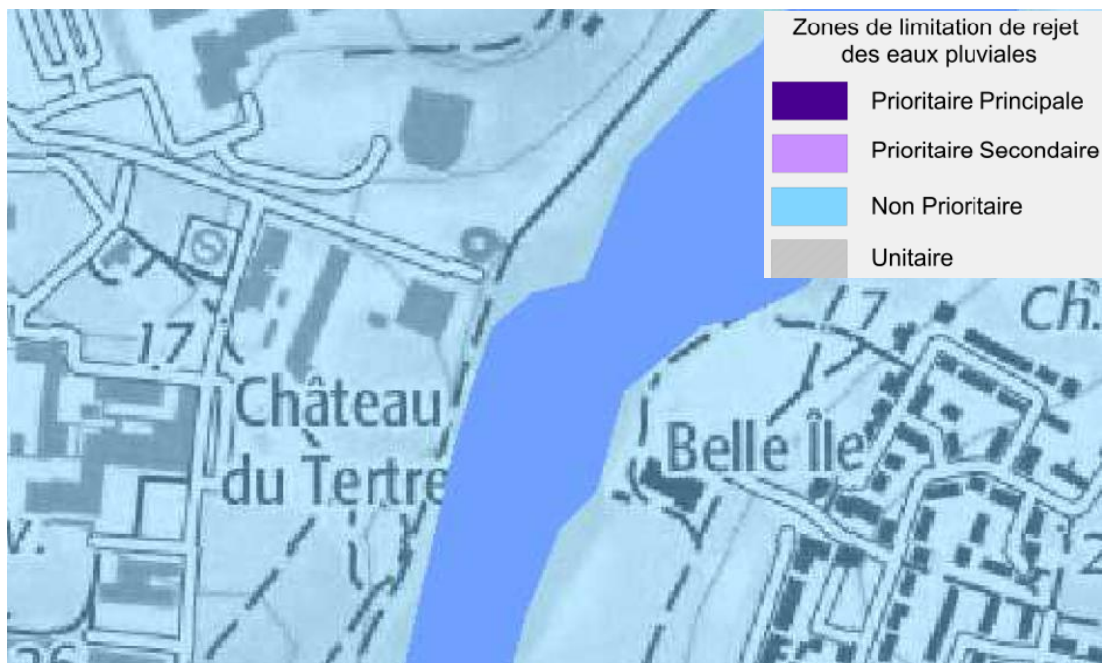 Zones de limitation de rejet
des eaux pluviales
Prioritaire Principale
Prioritaire Secondaire
Non Prioritaire
Unitaire
17
Ch.
17
Château
du Tertre
Belle Île
26